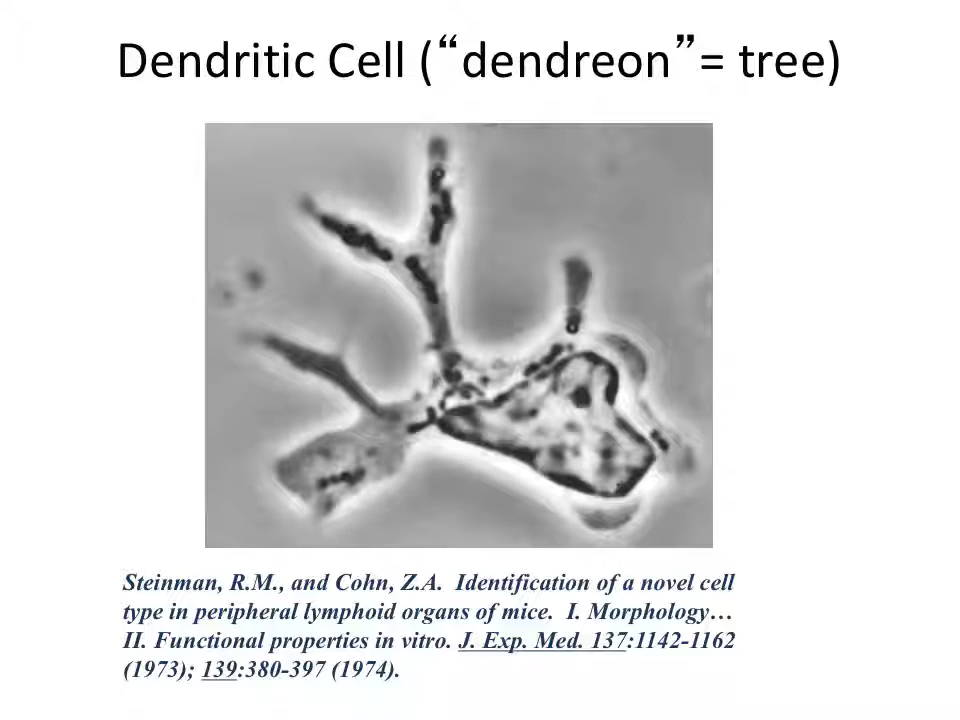 Dendritic Cell (“dendreon”= tree)
Steinman, R.M., and Cohn, Z.A.  Identification of a novel cell
type in peripheral lymphoid organs of mice.  I. Morphology…
II. Functional properties in vitro. J. Exp. Med. 137:1142-1162
(1973); 139:380-397 (1974).